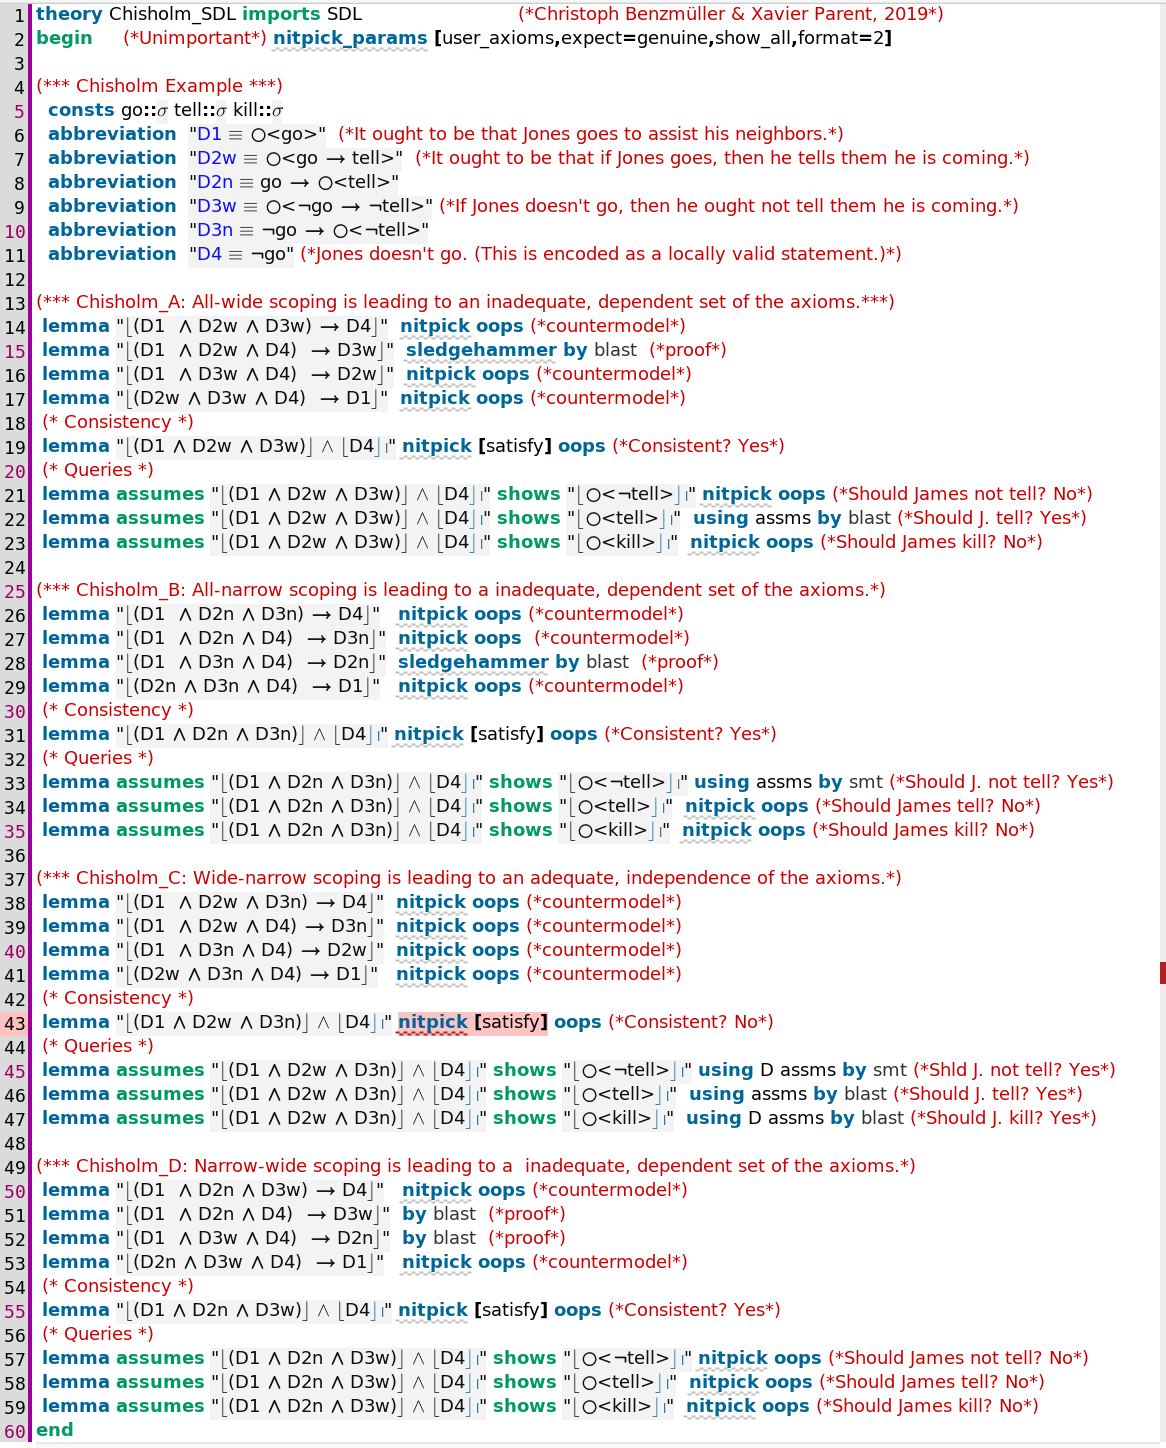 1 theory Chisholm_SDL imports SDL (*Christoph Benzmüller & Xavier Parent, 2019*)
2 begin (*Unimportant*) nitpick_params [user_axioms,expect=genuine,show_all,format=2]
3
4 (*** Chisholm Example ***)
5 consts go::σ tell::σ kill::σ
6 abbreviation "D1 ≡ ○<go>" (*It ought to be that Jones goes to assist his neighbors.*)
7 abbreviation "D2w ≡ ○<go → tell>" (*It ought to be that if Jones goes, then he tells them he is coming.*)
8 abbreviation "D2n ≡ go → ○<tell>"
9 abbreviation "D3w ≡ ○<¬go → ¬tell>" (*If Jones doesn't go, then he ought not tell them he is coming.*)
10 abbreviation "D3n ≡ ¬go → ○<¬tell>"
11 abbreviation "D4 ≡ ¬go" (*Jones doesn't go. (This is encoded as a locally valid statement.)*)
12
13 (*** Chisholm_A: All-wide scoping is leading to an inadequate, dependent set of the axioms.***)
14 lemma "⌊(D1 ∧ D2w ∧ D3w) → D4⌋" nitpick oops (*countermodel*)
15 lemma "⌊(D1 ∧ D2w ∧ D4) → D3w⌋" sledgehammer by blast (*proof*)
16 lemma "⌊(D1 ∧ D3w ∧ D4) → D2w⌋" nitpick oops (*countermodel*)
17 lemma "⌊(D2w ∧ D3w ∧ D4) → D1⌋" nitpick oops (*countermodel*)
18 (* Consistency *)
19 lemma "⌊(D1 ∧ D2w ∧ D3w)⌋ ∧ ⌊D4⌋ₗ" nitpick [satisfy] oops (*Consistent? Yes*)
20 (* Queries *)
21 lemma assumes "⌊(D1 ∧ D2w ∧ D3w)⌋ ∧ ⌊D4⌋ₗ" shows "⌊○<¬tell>⌋ₗ" nitpick oops (*Should James not tell? No*)
22 lemma assumes "⌊(D1 ∧ D2w ∧ D3w)⌋ ∧ ⌊D4⌋ₗ" shows "⌊○<tell>⌋ₗ" using assms by blast (*Should J. tell? Yes*)
23 lemma assumes "⌊(D1 ∧ D2w ∧ D3w)⌋ ∧ ⌊D4⌋ₗ" shows "⌊○<kill>⌋ₗ" nitpick oops (*Should James kill? No*)
24
25 (*** Chisholm_B: All-narrow scoping is leading to a inadequate, dependent set of the axioms.*)
26 lemma "⌊(D1 ∧ D2n ∧ D3n) → D4⌋" nitpick oops (*countermodel*)
27 lemma "⌊(D1 ∧ D2n ∧ D4) → D3n⌋" nitpick oops (*countermodel*)
28 lemma "⌊(D1 ∧ D3n ∧ D4) → D2n⌋" sledgehammer by blast (*proof*)
29 lemma "⌊(D2n ∧ D3n ∧ D4) → D1⌋" nitpick oops (*countermodel*)
30 (* Consistency *)
31 lemma "⌊(D1 ∧ D2n ∧ D3n)⌋ ∧ ⌊D4⌋ₗ" nitpick [satisfy] oops (*Consistent? Yes*)
32 (* Queries *)
33 lemma assumes "⌊(D1 ∧ D2n ∧ D3n)⌋ ∧ ⌊D4⌋ₗ" shows "⌊○<¬tell>⌋ₗ" using assms by smt (*Should J. not tell? Yes*)
34 lemma assumes "⌊(D1 ∧ D2n ∧ D3n)⌋ ∧ ⌊D4⌋ₗ" shows "⌊○<tell>⌋ₗ" nitpick oops (*Should James tell? No*)
35 lemma assumes "⌊(D1 ∧ D2n ∧ D3n)⌋ ∧ ⌊D4⌋ₗ" shows "⌊○<kill>⌋ₗ" nitpick oops (*Should James kill? No*)
36
37 (*** Chisholm_C: Wide-narrow scoping is leading to an adequate, independence of the axioms.*)
38 lemma "⌊(D1 ∧ D2w ∧ D3n) → D4⌋" nitpick oops (*countermodel*)
39 lemma "⌊(D1 ∧ D2w ∧ D4) → D3n⌋" nitpick oops (*countermodel*)
40 lemma "⌊(D1 ∧ D3n ∧ D4) → D2w⌋" nitpick oops (*countermodel*)
41 lemma "⌊(D2w ∧ D3n ∧ D4) → D1⌋" nitpick oops (*countermodel*)
42 (* Consistency *)
43 lemma "⌊(D1 ∧ D2w ∧ D3n)⌋ ∧ ⌊D4⌋ₗ" nitpick [satisfy] oops (*Consistent? No*)
44 (* Queries *)
45 lemma assumes "⌊(D1 ∧ D2w ∧ D3n)⌋ ∧ ⌊D4⌋ₗ" shows "⌊○<¬tell>⌋ₗ" using D assms by smt (*Shld J. not tell? Yes*)
46 lemma assumes "⌊(D1 ∧ D2w ∧ D3n)⌋ ∧ ⌊D4⌋ₗ" shows "⌊○<tell>⌋ₗ" using assms by blast (*Should J. tell? Yes*)
47 lemma assumes "⌊(D1 ∧ D2w ∧ D3n)⌋ ∧ ⌊D4⌋ₗ" shows "⌊○<kill>⌋ₗ" using D assms by blast (*Should J. kill? Yes*)
48
49 (*** Chisholm_D: Narrow-wide scoping is leading to a inadequate, dependent set of the axioms.*)
50 lemma "⌊(D1 ∧ D2n ∧ D3w) → D4⌋" nitpick oops (*countermodel*)
51 lemma "⌊(D1 ∧ D2n ∧ D4) → D3w⌋" by blast (*proof*)
52 lemma "⌊(D1 ∧ D3w ∧ D4) → D2n⌋" by blast (*proof*)
53 lemma "⌊(D2n ∧ D3w ∧ D4) → D1⌋" nitpick oops (*countermodel*)
54 (* Consistency *)
55 lemma "⌊(D1 ∧ D2n ∧ D3w)⌋ ∧ ⌊D4⌋ₗ" nitpick [satisfy] oops (*Consistent? Yes*)
56 (* Queries *)
57 lemma assumes "⌊(D1 ∧ D2n ∧ D3w)⌋ ∧ ⌊D4⌋ₗ" shows "⌊○<¬tell>⌋ₗ" nitpick oops (*Should James not tell? No*)
58 lemma assumes "⌊(D1 ∧ D2n ∧ D3w)⌋ ∧ ⌊D4⌋ₗ" shows "⌊○<tell>⌋ₗ" nitpick oops (*Should James tell? No*)
59 lemma assumes "⌊(D1 ∧ D2n ∧ D3w)⌋ ∧ ⌊D4⌋ₗ" shows "⌊○<kill>⌋ₗ" nitpick oops (*Should James kill? No*)
60 end